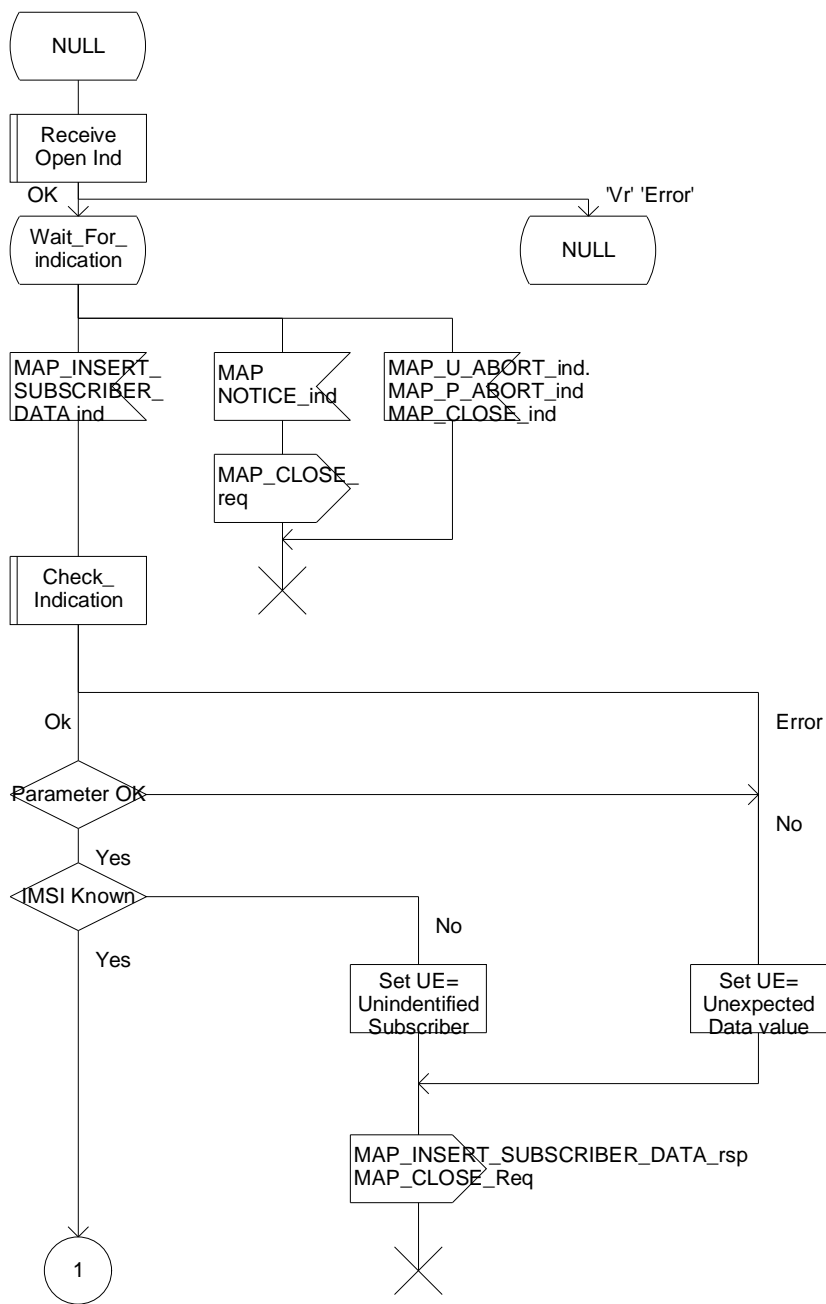 NULL
Receive
Open Ind
OK
'Vr' 'Error'
Wait_For_
indication
NULL
MAP_INSERT_
SUBSCRIBER_
DATA ind
MAP
NOTICE_ind
MAP_U_ABORT_ind.
MAP_P_ABORT_ind
MAP_CLOSE_ind
MAP_CLOSE_
req
Check_
Indication
Ok
Error
Parameter OK
No
Yes
IMSI Known
No
Yes
Set UE=
Unidentified
Subscriber
Set UE=
Unexpected
Data value
MAP_INSERT_SUBSCRIBER_DATA_rsp
MAP_CLOSE_Req
1